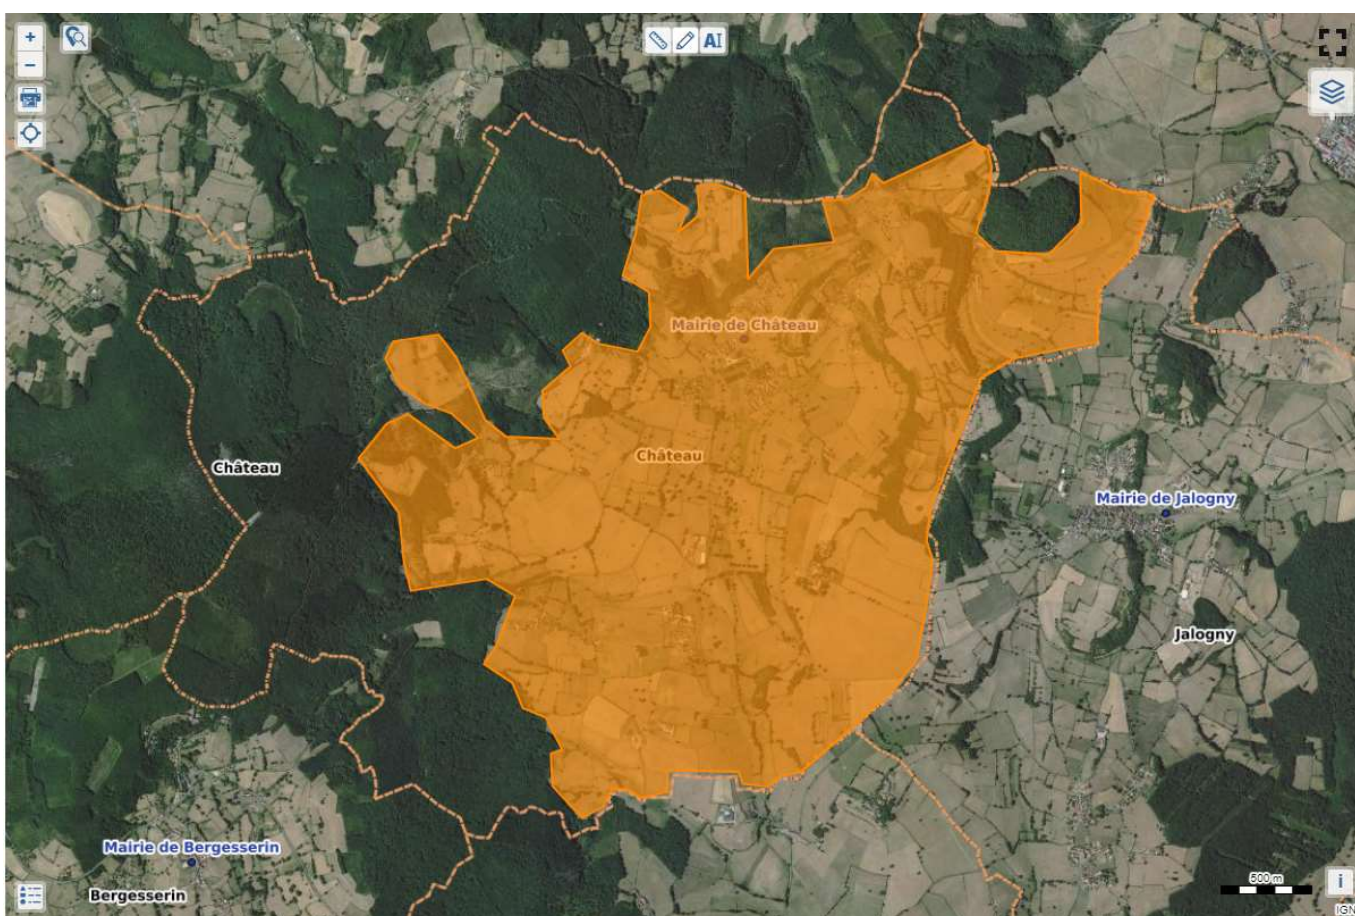 +
−
AI
Mairie de Château
Château
Château
Mairie de Jalogny
Jalogny
Mairie de Bergesserin
Bergesserin
500 m
i
IGN